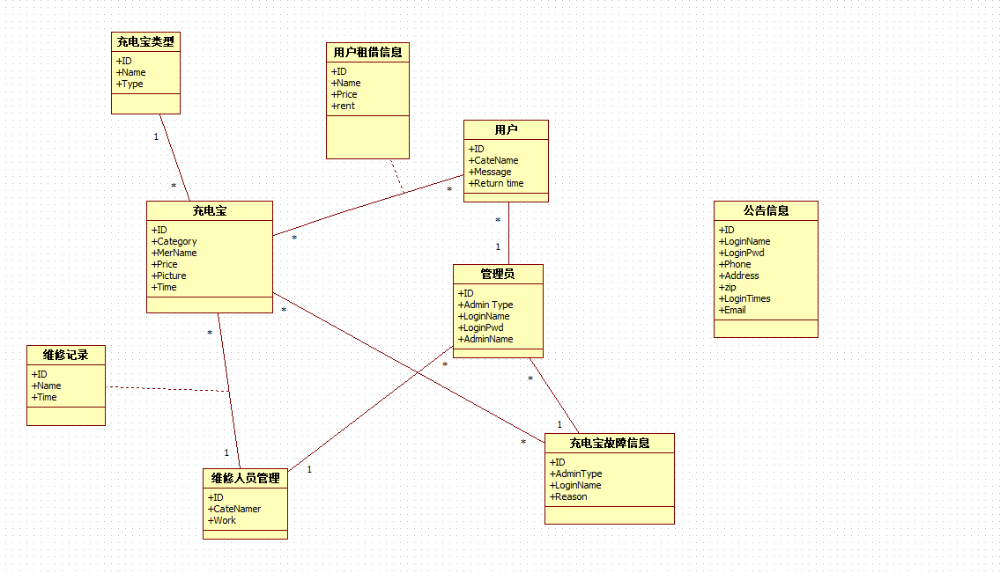 充电宝类型
+ID
+Name
+Type
用户租借信息
+ID
+Name
+Price
+rent
用户
+ID
+CateName
+Message
+Return time
1
*
*
*
充电宝
+ID
+Category
+MerName
+Price
+Picture
+Time
公告信息
+ID
+LoginName
+LoginPwd
+Phone
+Address
+zip
+LoginTimes
+Email
*
1
管理员
+ID
+Admin Type
+LoginName
+LoginPwd
+AdminName
*
*
维修记录
+ID
+Name
+Time
*
*
1
*
1
1
充电宝故障信息
+ID
+AdminType
+LoginName
+Reason
维修人员管理
+ID
+CateNamer
+Work